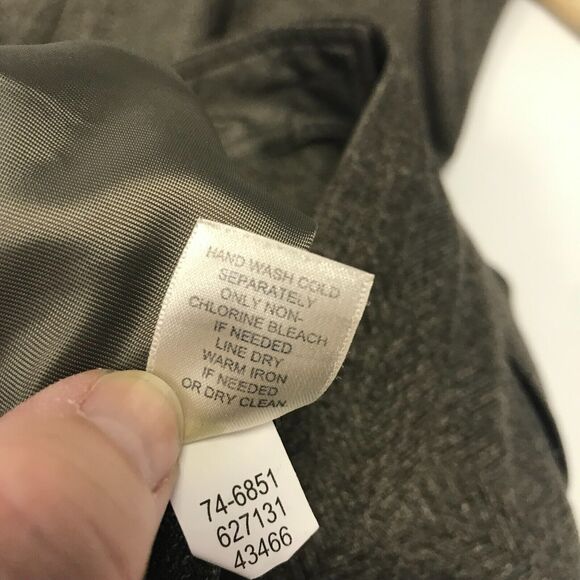 HAND WASH COLD
SEPARATELY
ONLY NON-
CHLORINE BLEACH
IF NEEDED
LINE DRY
WARM IRON
IF NEEDED
OR DRY CLEAN
74-6851
627131
43466